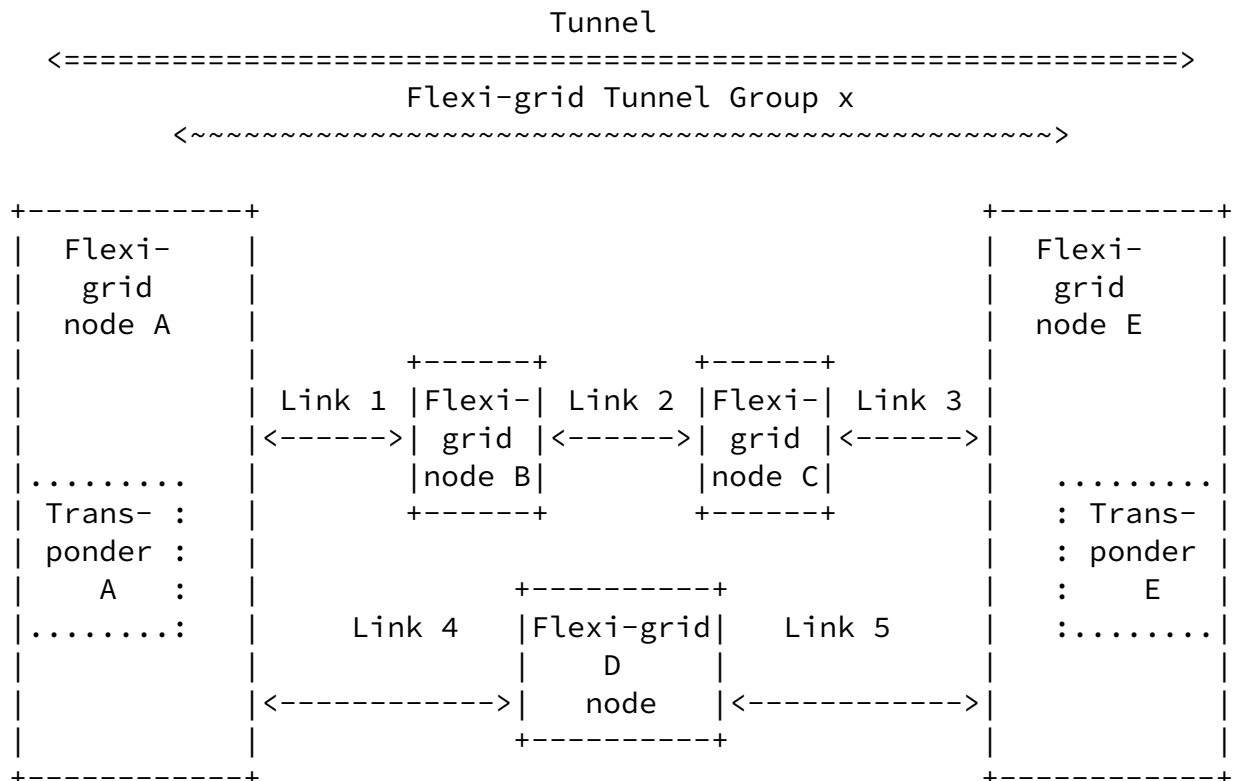 Tunnel
<==============================================================>
Flexi-grid Tunnel Group x
<~~~~~~~~~~~~~~~~~~~~~~~~~~~~~~~~~~~~~~~~~~~~~~~~>
Flexi-
grid
node A
Flexi-
grid
node E
Link 1
Flexi-
grid
node B
Link 2
Flexi-
grid
node C
Link 3
Trans-
ponder
A
Trans-
ponder
E
Link 4
Flexi-grid
D
node
Link 5